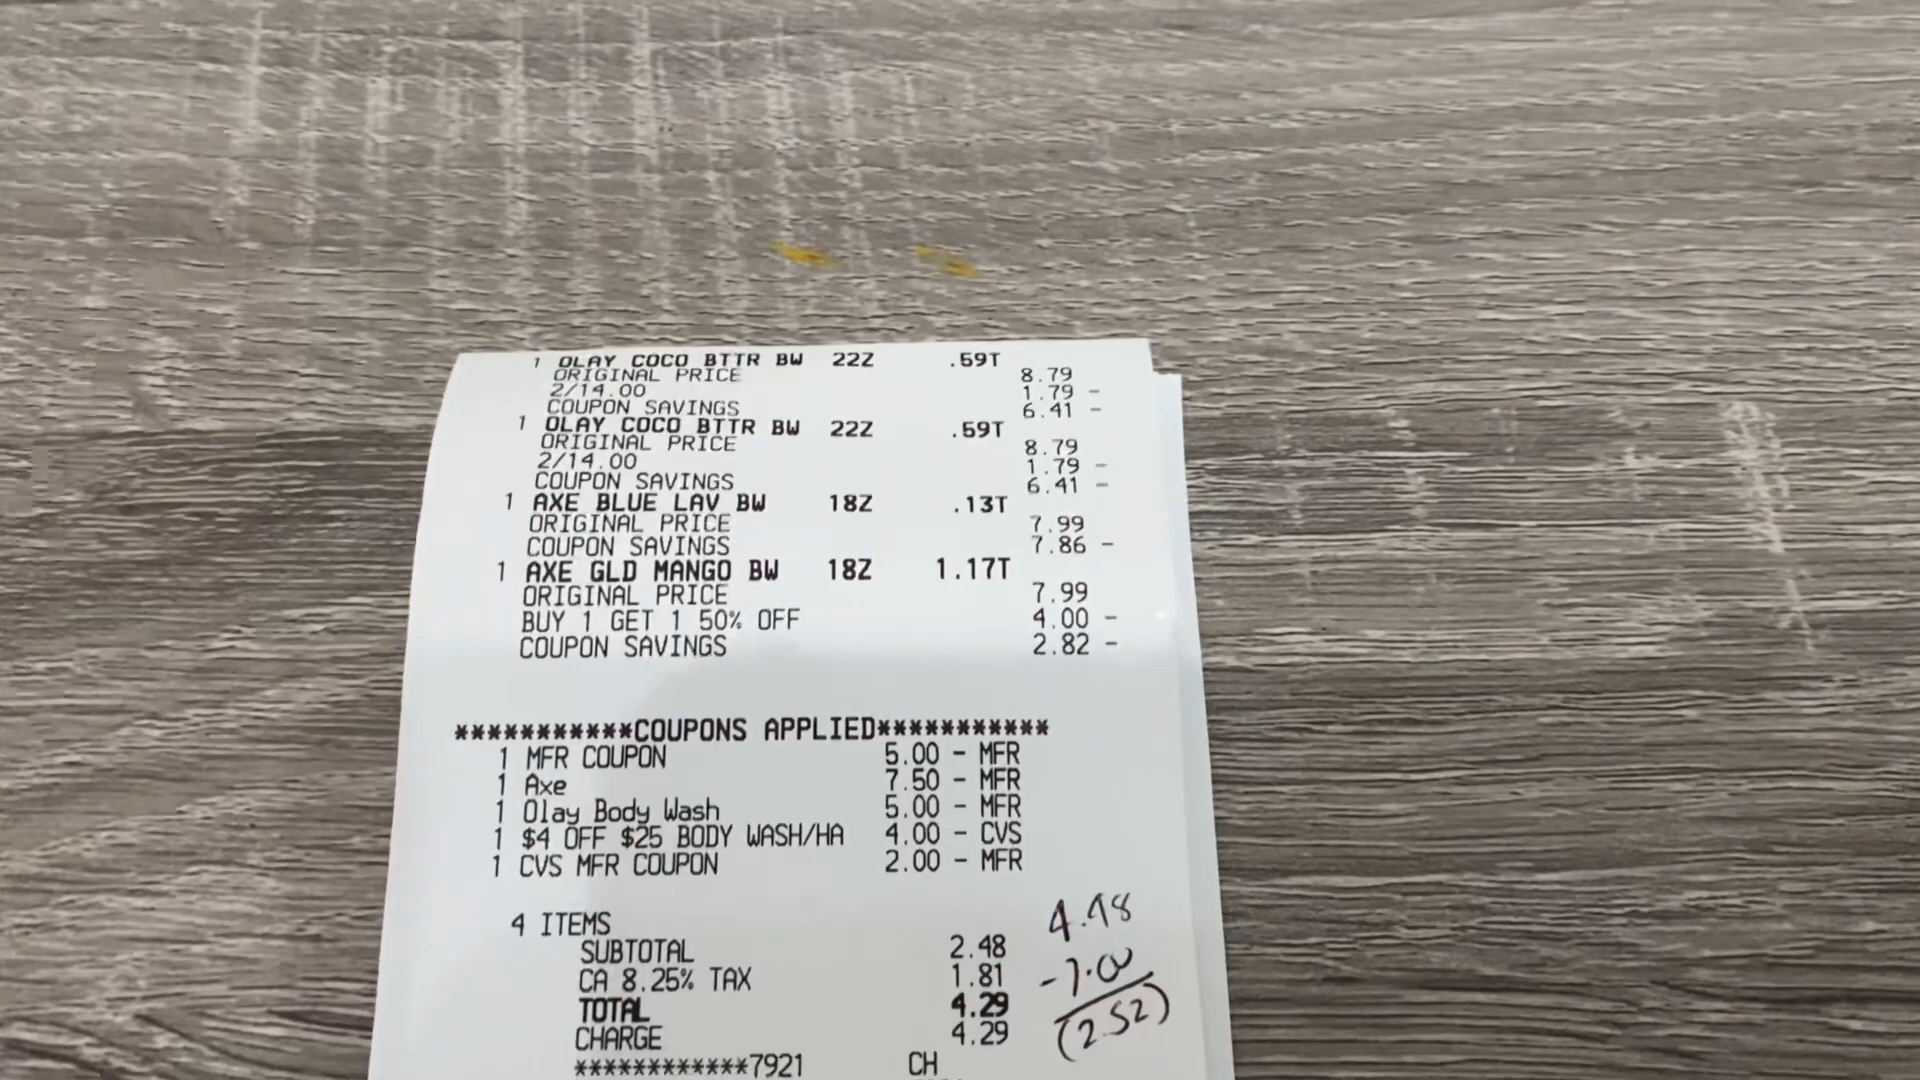 1 OLAY COCO BTTR BW 22Z .59T
ORIGINAL PRICE 8.79
2/14.00 1.79 -
COUPON SAVINGS 6.41 -
1 OLAY COCO BTTR BW 22Z .59T
ORIGINAL PRICE 8.79
2/14.00 1.79 -
COUPON SAVINGS 6.41 -
1 AXE BLUE LAV BW 18Z .13T
ORIGINAL PRICE 7.99
COUPON SAVINGS 7.86 -
1 AXE GLD MANGO BW 18Z 1.17T
ORIGINAL PRICE 7.99
BUY 1 GET 1 50% OFF 4.00 -
COUPON SAVINGS 2.82 -
***********COUPONS APPLIED***********
1 MFR COUPON 5.00 - MFR
1 Axe 7.50 - MFR
1 Olay Body Wash 5.00 - MFR
1 $4 OFF $25 BODY WASH/HA 4.00 - CVS
1 CVS MFR COUPON 2.00 - MFR
4 ITEMS
SUBTOTAL 2.48
CA 8.25% TAX 1.81
TOTAL 4.29
CHARGE 4.29
************7921 CH
4.48
-7.00
(2.52)